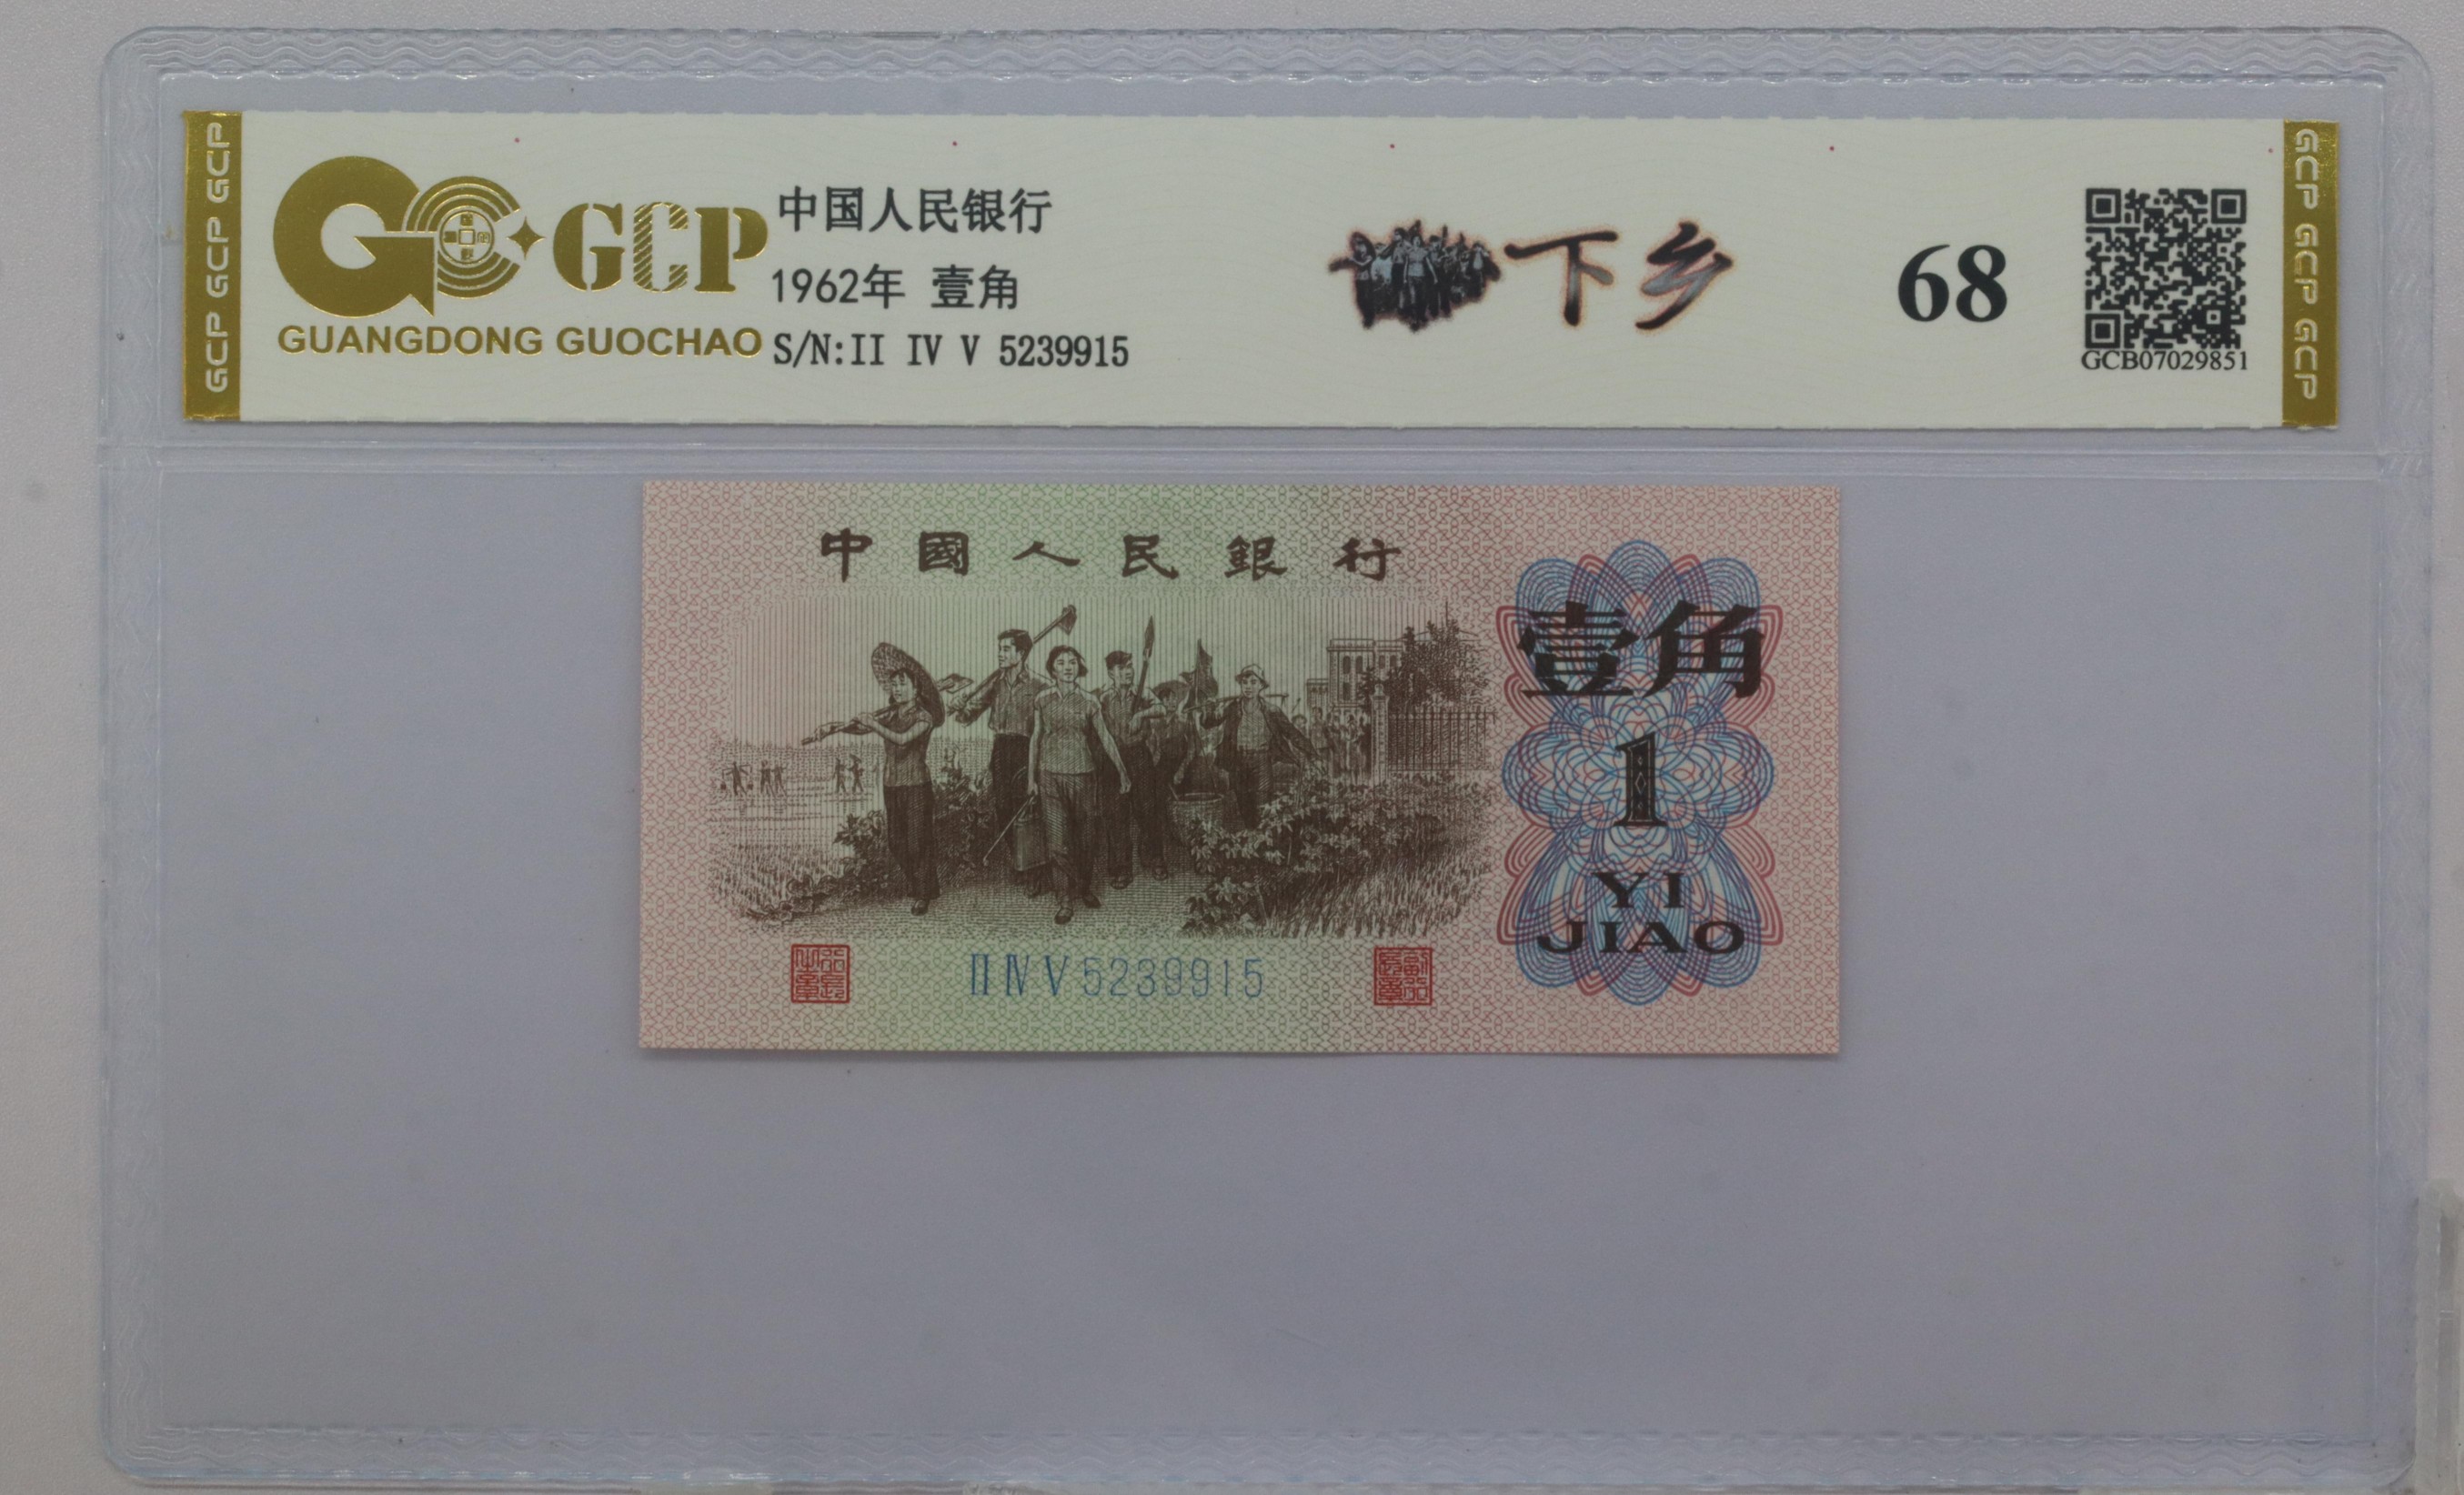 GCP GCP GCP
GCP
GUANGDONG GUOCHAO
中国人民银行
1962年 壹角
S/N:II IV V 5239915
下乡
68
GCB07029851
GCP GCP GCP
中國人民銀行
壹角
1
YI
JIAO
II IV V 5239915